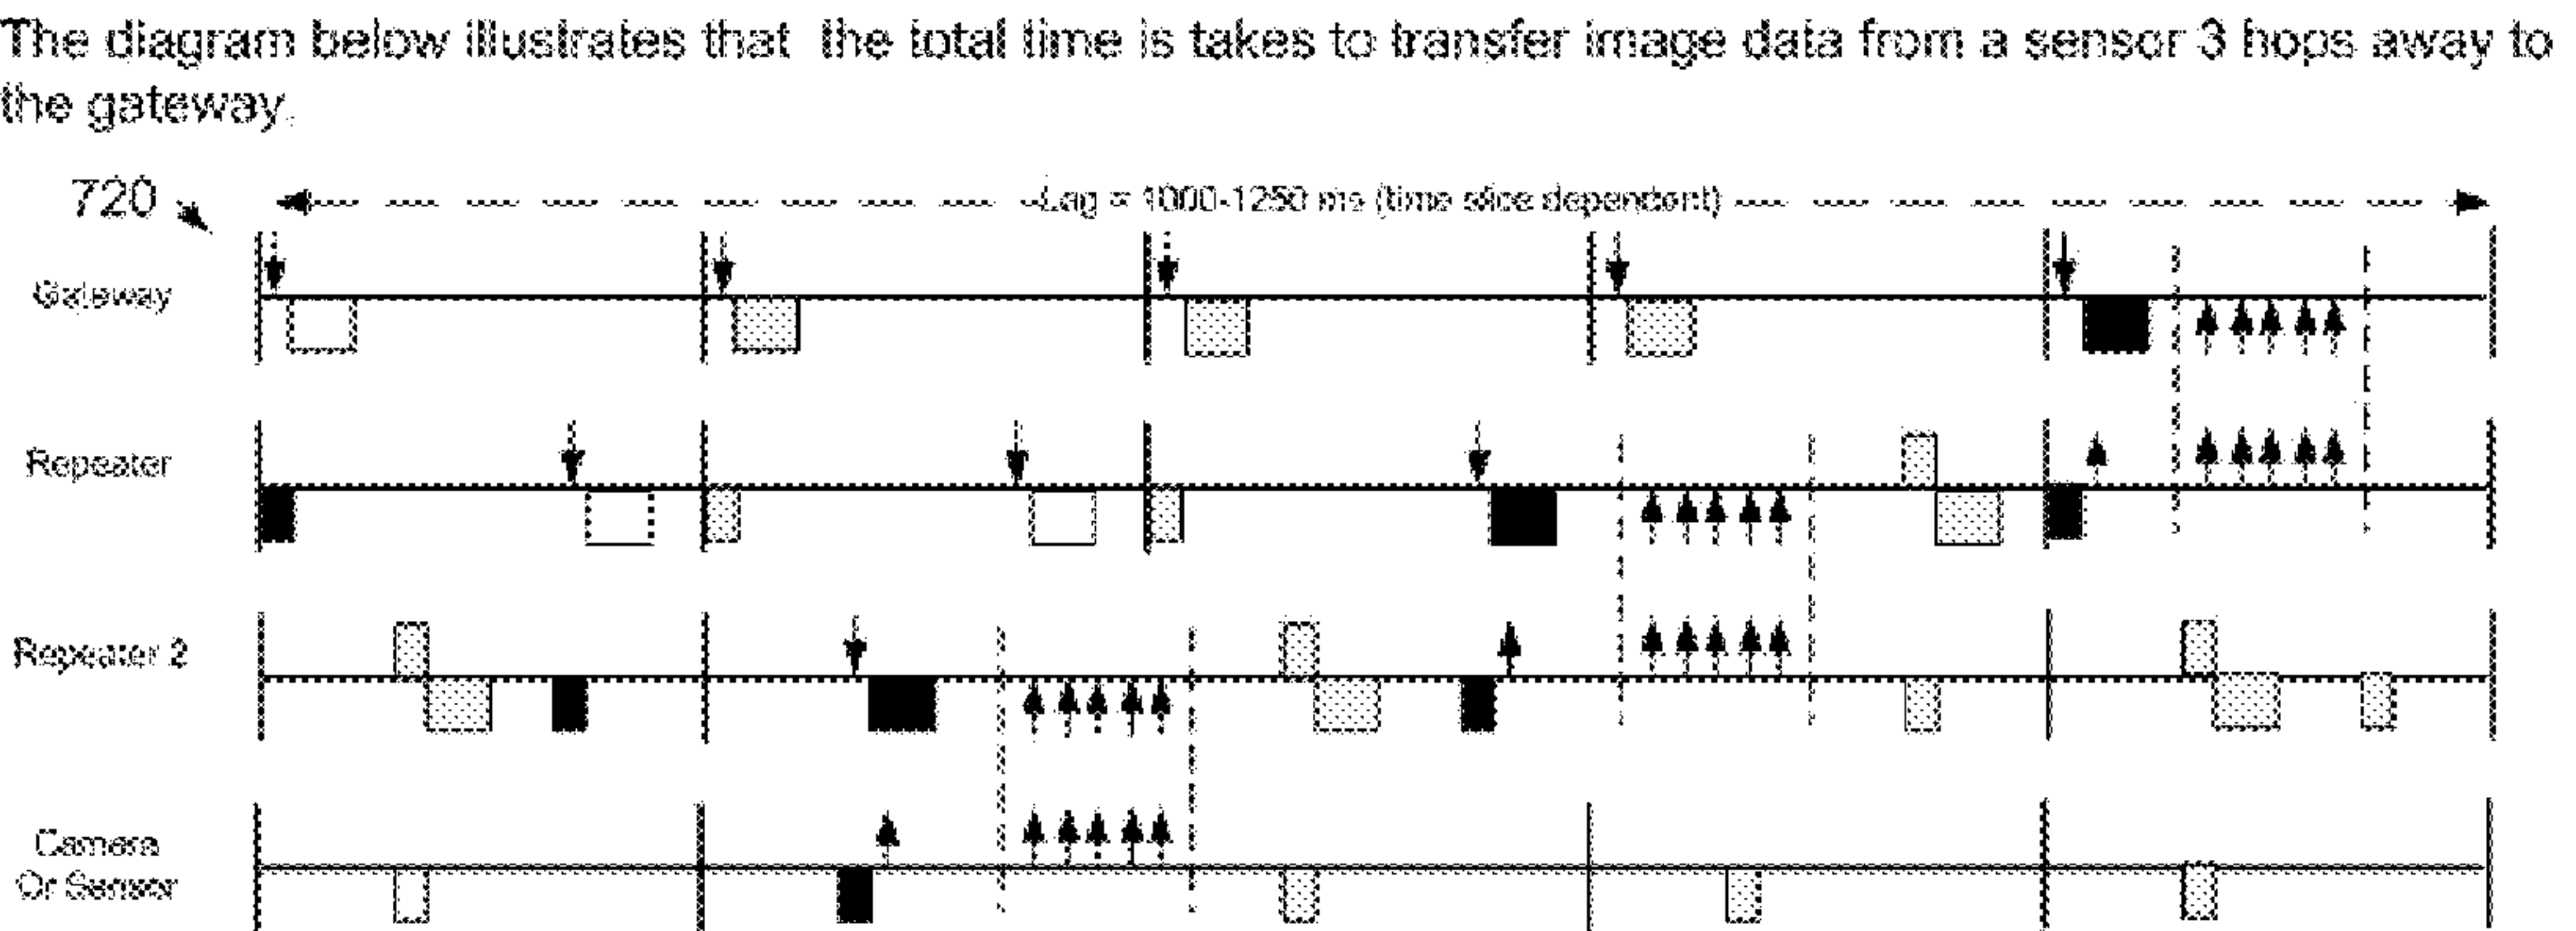 The diagram below illustrates that the total time is takes to transfer image data from a sensor 3 hops away to
the gateway.
720
Lag = 1000-1250 ms (time slice dependent)
Gateway
Repeater
Repeater 2
Camera
Or Sensor